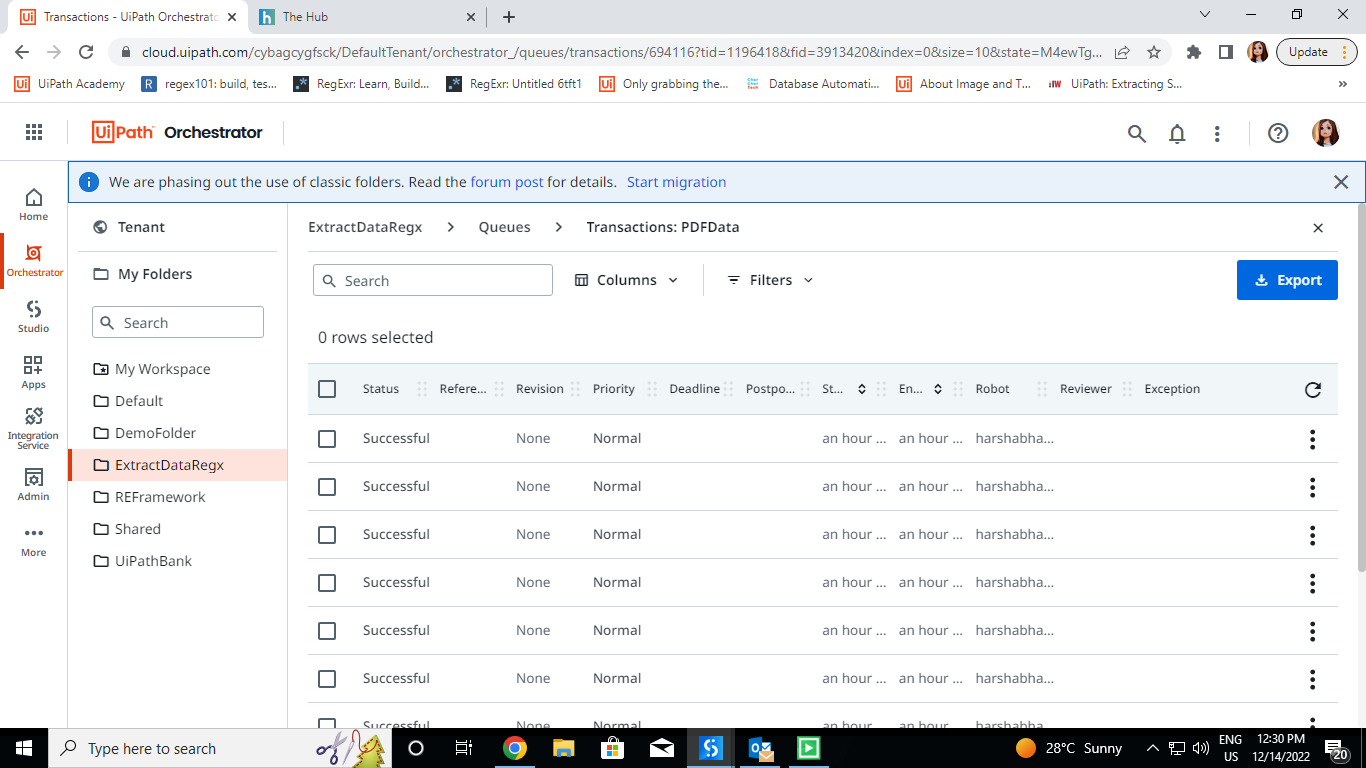 Transactions - UiPath Orchestrato
The Hub
cloud.uipath.com/cybagcygfsck/DefaultTenant/orchestrator_/queues/transactions/694116?tid=1196418&fid=3913420&index=0&size=10&state=M4ewTg...
Update
UiPath Academy
regex101: build, tes...
RegExr: Learn, Build...
RegExr: Untitled 6tft1
Only grabbing the...
Database Automati...
About Image and T...
UiPath: Extracting S...
UiPath Orchestrator
We are phasing out the use of classic folders. Read the forum post for details. Start migration
Home
Orchestrator
Studio
Apps
Integration
Service
Admin
More
Tenant
My Folders
Search
My Workspace
Default
DemoFolder
ExtractDataRegx
REFramework
Shared
UiPathBank
ExtractDataRegx > Queues > Transactions: PDFData
Search
Columns
Filters
Export
0 rows selected
Status Refere... Revision Priority Deadline Postpo... St... En... Robot Reviewer Exception
Successful None Normal an hour ... an hour ... harshabha...
Successful None Normal an hour ... an hour ... harshabha...
Successful None Normal an hour ... an hour ... harshabha...
Successful None Normal an hour ... an hour ... harshabha...
Successful None Normal an hour ... an hour ... harshabha...
Successful None Normal an hour ... an hour ... harshabha...
Successful None Normal an hour ... an hour ... harshabha...
Type here to search
28°C Sunny
ENG
US
12:30 PM
12/14/2022
20